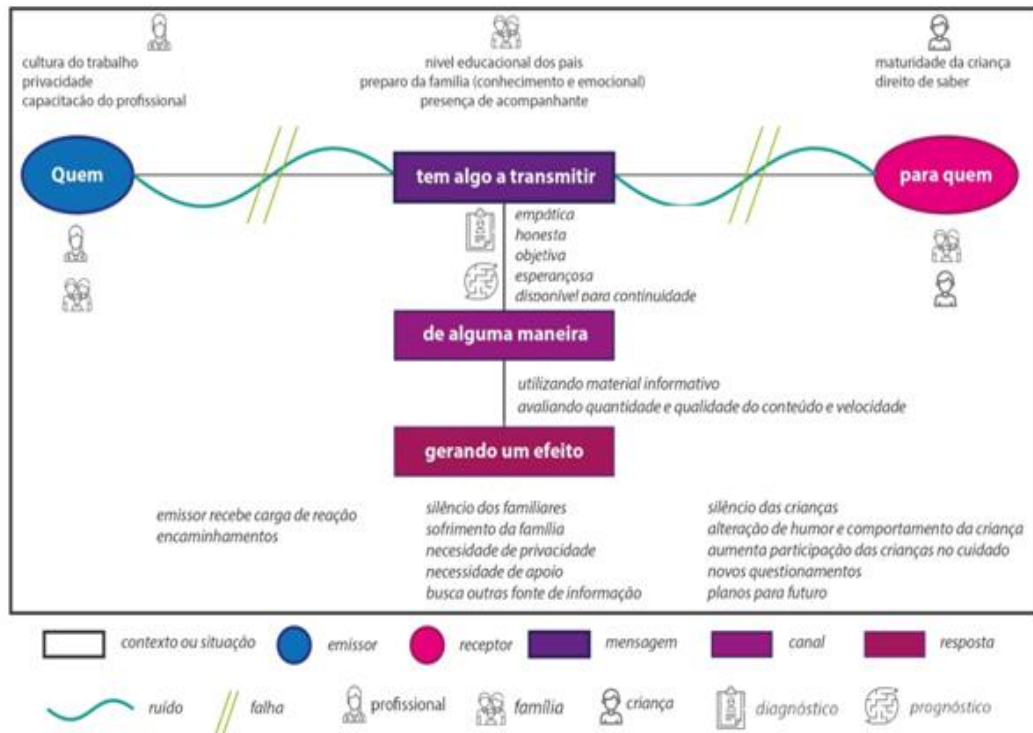 cultura do trabalho
privacidade
capacitacão do profissional
nivel educacional dos pais
preparo da família (conhecimento e emocional)
presença de acompanhante
maturidade da criança
direito de saber
Quem
tem algo a transmitir
para quem
empática
honesta
objetiva
esperançosa
disponível para continuidade
de alguma maneira
utilizando material informativo
avaliando quantidade e qualidade do conteúdo e velocidade
gerando um efeito
emissor recebe carga de reação
encaminhamentos
silêncio dos familiares
sofrimento da família
necesidade de privacidade
necessidade de apoio
busca outras fonte de informação
silêncio das crianças
alteração de humor e comportamento da criança
aumenta participação das crianças no cuidado
novos questionamentos
planos para futuro
contexto ou situação
emissor
receptor
mensagem
canal
resposta
ruído
falha
profissional
família
criança
diagnóstico
prognóstico